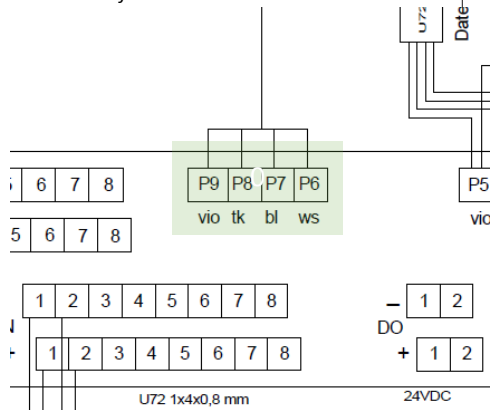 U72
Date
P9 P8 P7 P6
P5
6 7 8
vio tk bl ws
vio
5 6 7 8
1 2 3 4 5 6 7 8
1 2
DO
1 2 3 4 5 6 7 8
+ 1 2
U72 1x4x0,8 mm
24VDC